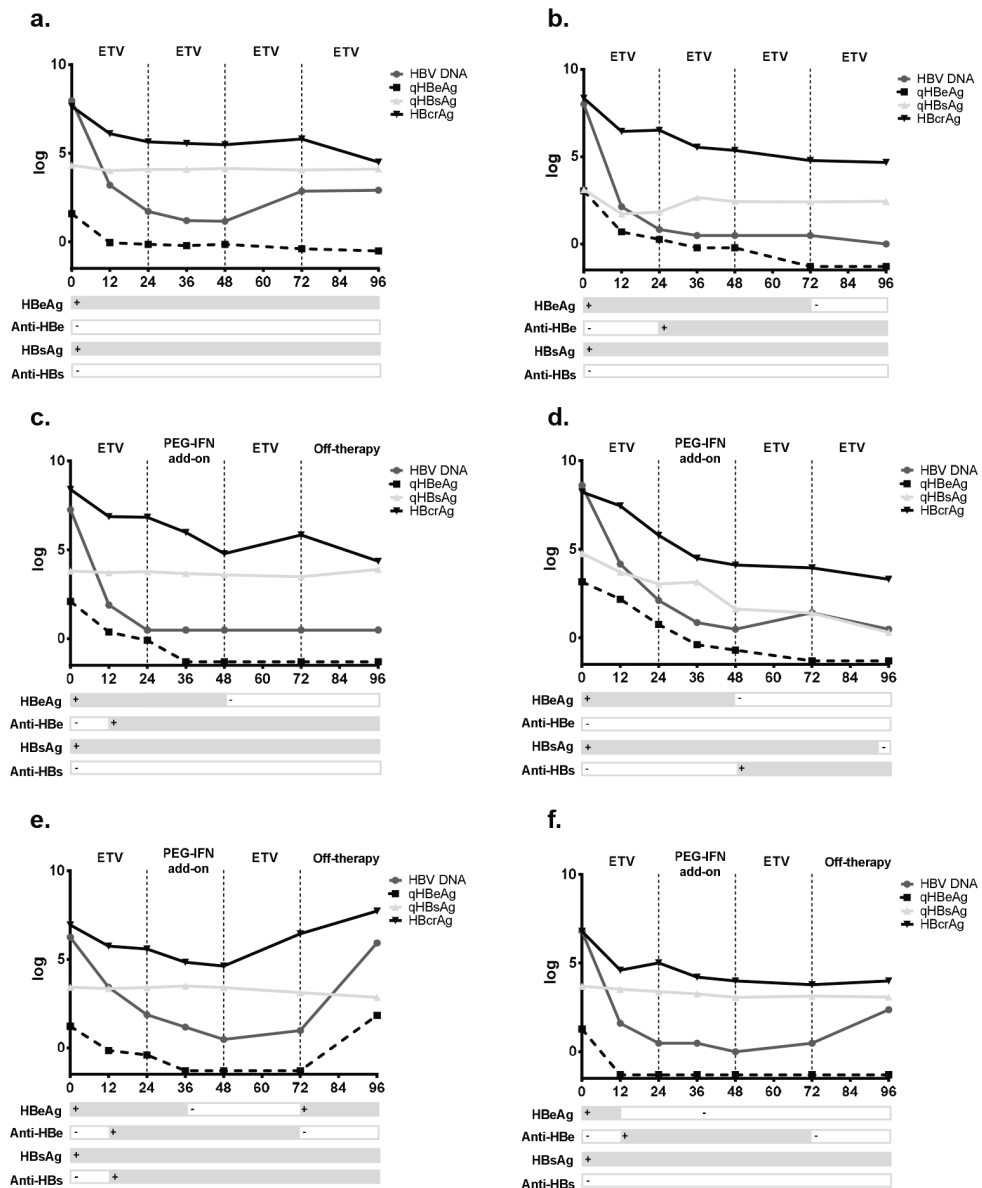 a.
ETV ETV ETV ETV
10
5
0
log
HBV DNA
qHBeAg
qHBsAg
HBcrAg
0 12 24 36 48 60 72 84 96
HBeAg + 
Anti-HBe -
HBsAg +
Anti-HBs -
b.
ETV ETV ETV ETV
10
5
0
log
HBV DNA
qHBeAg
qHBsAg
HBcrAg
0 12 24 36 48 60 72 84 96
HBeAg + -
Anti-HBe - +
HBsAg +
Anti-HBs -
c.
ETV PEG-IFN add-on ETV Off-therapy
10
5
0
log
HBV DNA
qHBeAg
qHBsAg
HBcrAg
0 12 24 36 48 60 72 84 96
HBeAg + -
Anti-HBe - +
HBsAg +
Anti-HBs -
d.
ETV PEG-IFN add-on ETV ETV
10
5
0
log
HBV DNA
qHBeAg
qHBsAg
HBcrAg
0 12 24 36 48 60 72 84 96
HBeAg + -
Anti-HBe -
HBsAg + -
Anti-HBs - +
e.
ETV PEG-IFN add-on ETV Off-therapy
10
5
0
log
HBV DNA
qHBeAg
qHBsAg
HBcrAg
0 12 24 36 48 60 72 84 96
HBeAg + - +
Anti-HBe - + -
HBsAg +
Anti-HBs - +
f.
ETV PEG-IFN add-on ETV Off-therapy
10
5
0
log
HBV DNA
qHBeAg
qHBsAg
HBcrAg
0 12 24 36 48 60 72 84 96
HBeAg + -
Anti-HBe - + -
HBsAg +
Anti-HBs -